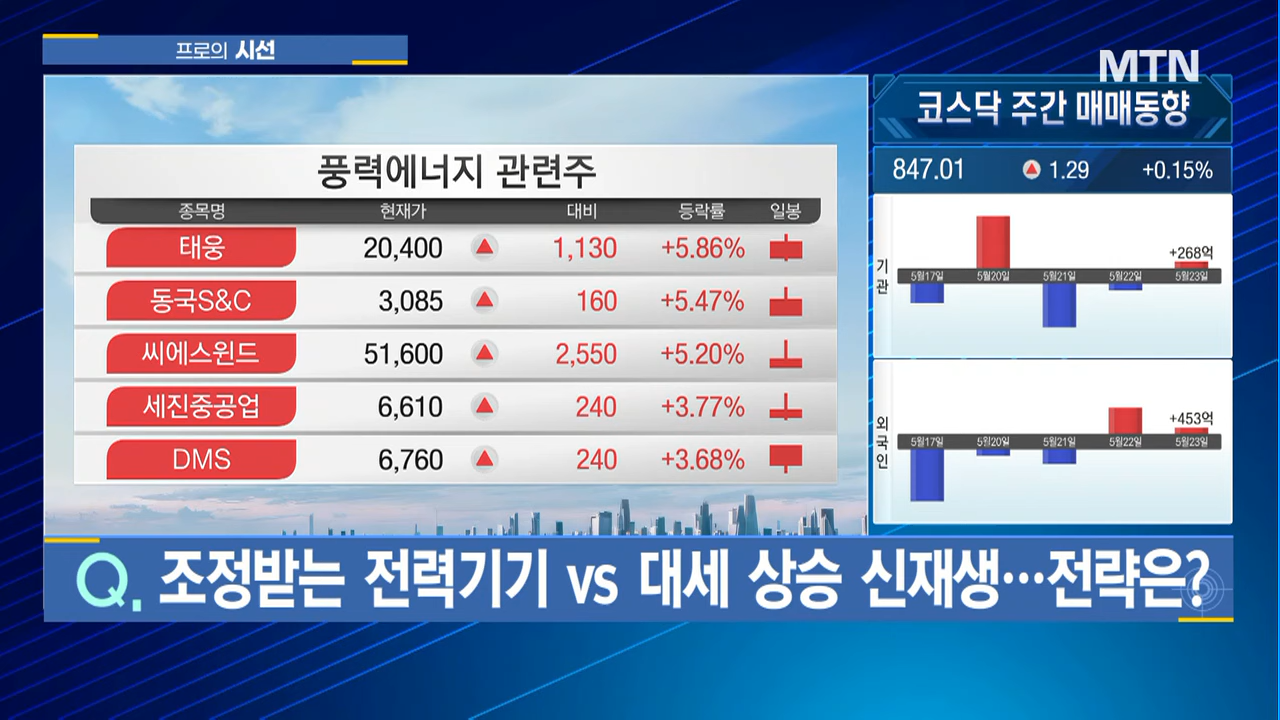 프로의 시선
MTN
풍력에너지 관련주
종목명 현재가 대비 등락률 일봉
태웅 20,400 1,130 +5.86%
동국S&C 3,085 160 +5.47%
씨에스윈드 51,600 2,550 +5.20%
세진중공업 6,610 240 +3.77%
DMS 6,760 240 +3.68%
코스닥 주간 매매동향
847.01 1.29 +0.15%
기관
+268억
5월17일 5월20일 5월21일 5월22일 5월23일
외국인
+453억
5월17일 5월20일 5월21일 5월22일 5월23일
Q. 조정받는 전력기기 vs 대세 상승 신재생…전략은?